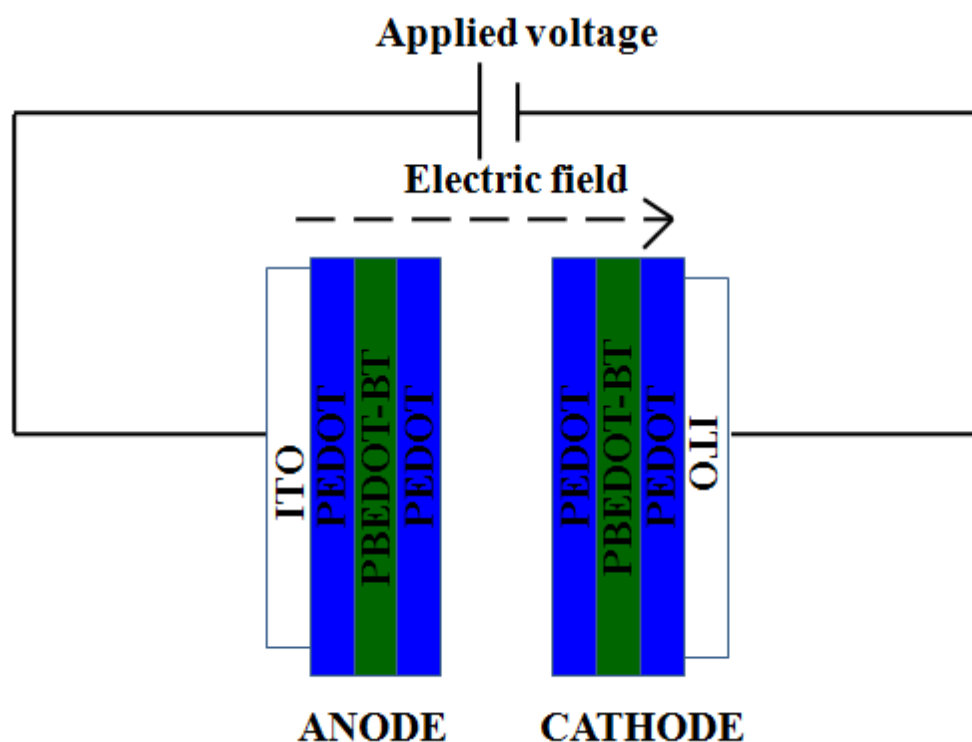 Applied voltage
Electric field
ITO
PEDOT
PBEDOT-BT
PEDOT
PEDOT
PBEDOT-BT
PEDOT
ITO
ANODE
CATHODE